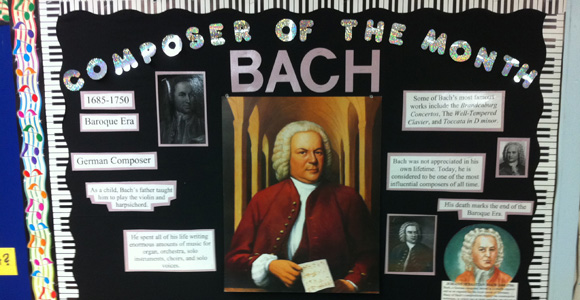 COMPOSER OF THE MONTH
BACH
1685-1750
Baroque Era
German Composer
As a child, Bach's father taught
him to play the violin and
harpsichord.
He spent all of his life writing
enormous amounts of music for
organ, orchestra, solo
instruments, choirs, and solo
voices.
Some of Bach's most famous
works include the Brandenburg
Concertos, The Well-Tempered
Clavier, and Toccata in D minor.
Bach was not appreciated in his
own lifetime. Today, he is
considered to be one of the most
influential composers of all time.
His death marks the end of the
Baroque Era